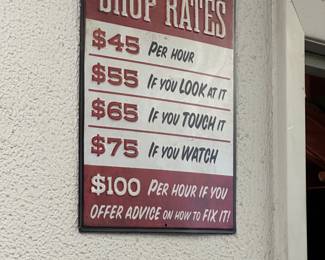 SHOP RATES
$45 PER HOUR
$55 IF YOU LOOK AT IT
$65 IF YOU TOUCH IT
$75 IF YOU WATCH
$100 PER HOUR IF YOU
OFFER ADVICE ON HOW TO FIX IT!